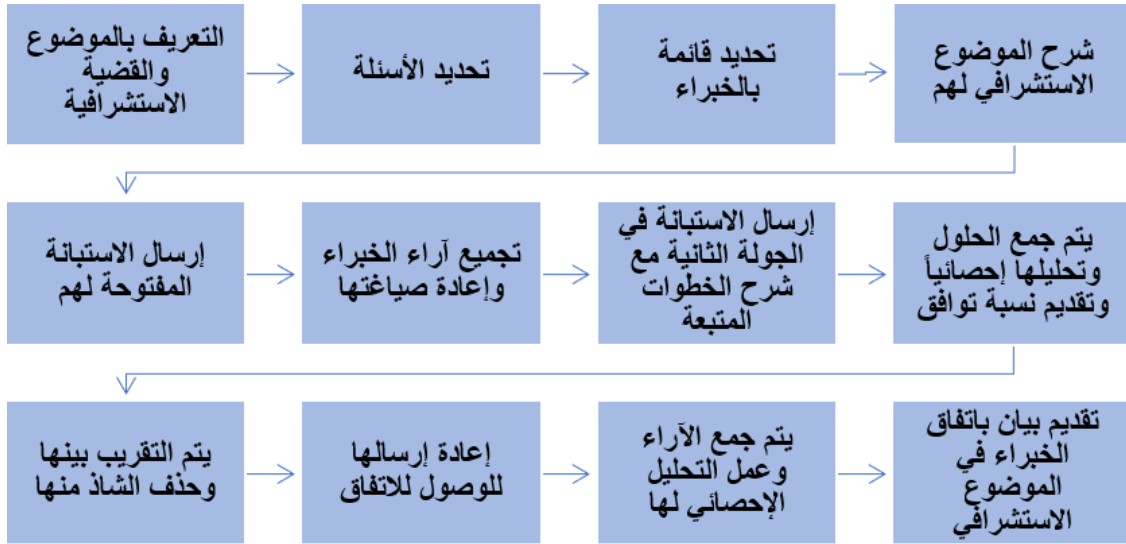 التعريف بالموضوع
والقضية
الاستشرافية
تحديد الأسئلة
تحديد قائمة
بالخبراء
شرح الموضوع
الاستشرافي لهم
إرسال الاستبانة
المفتوحة لهم
تجميع آراء الخبراء
وإعادة صياغتها
إرسال الاستبانة في
الجولة الثانية مع
شرح الخطوات
المتبعة
يتم جمع الحلول
وتحليلها إحصائياً
وتقديم نسبة توافق
يتم التقريب بينها
وحذف الشاذ منها
إعادة إرسالها
للوصول للاتفاق
يتم جمع الآراء
وعمل التحليل
الإحصائي لها
تقديم بيان باتفاق
الخبراء في
الموضوع
الاستشرافي